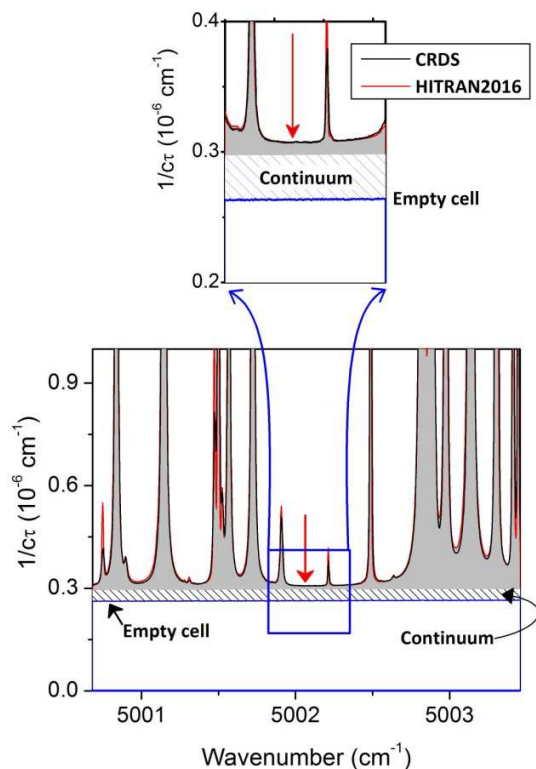 0.4
0.3
0.2
1/cτ (10⁻⁶ cm⁻¹)
CRDS
HITRAN2016
Continuum
Empty cell
0.9
0.6
0.3
0.0
1/cτ (10⁻⁶ cm⁻¹)
Empty cell
Continuum
5001 5002 5003
Wavenumber (cm⁻¹)